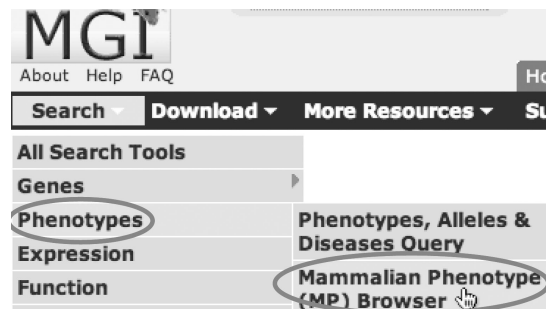 MGI
About Help FAQ
Search Download More Resources
All Search Tools
Genes
Phenotypes
Expression
Function
Phenotypes, Alleles &
Diseases Query
Mammalian Phenotype
(MP) Browser